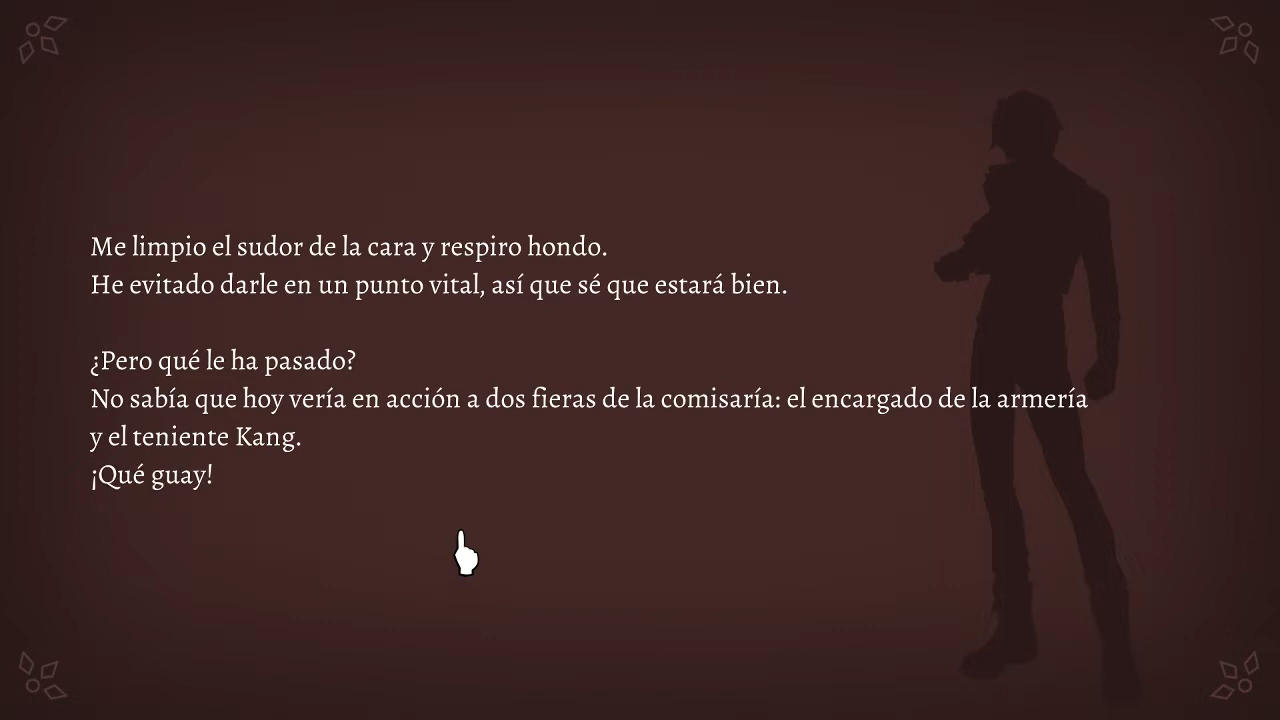 Me limpio el sudor de la cara y respiro hondo.
He evitado darle en un punto vital, así que sé que estará bien.
¿Pero qué le ha pasado?
No sabía que hoy vería en acción a dos fieras de la comisaría: el encargado de la armería
y el teniente Kang.
¡Qué guay!